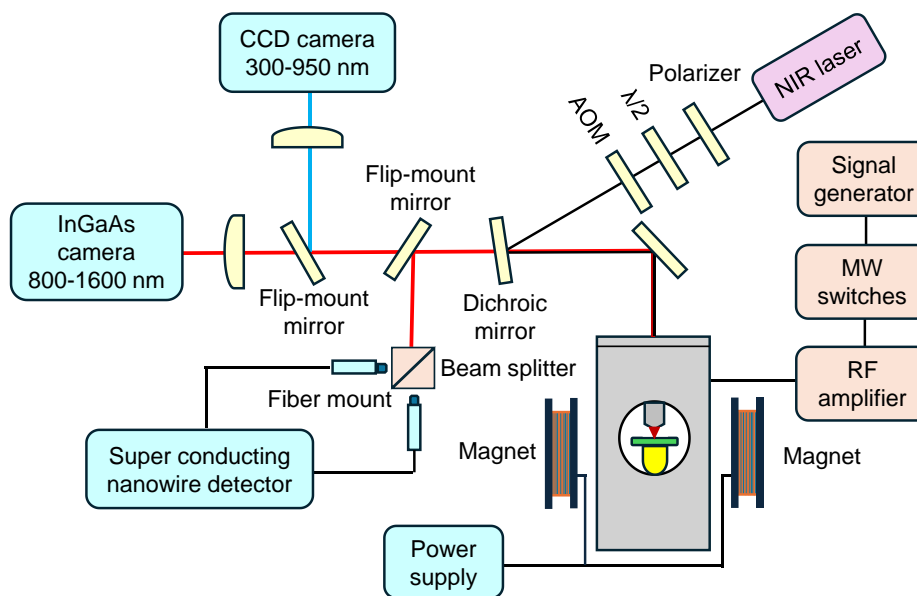 CCD camera
300-950 nm
Polarizer
NIR laser
AOM
λ/2
Flip-mount
mirror
Signal
generator
InGaAs
camera
800-1600 nm
MW
switches
Flip-mount
mirror
Dichroic
mirror
Beam splitter
RF
amplifier
Fiber mount
Magnet
Magnet
Super conducting
nanowire detector
Power
supply